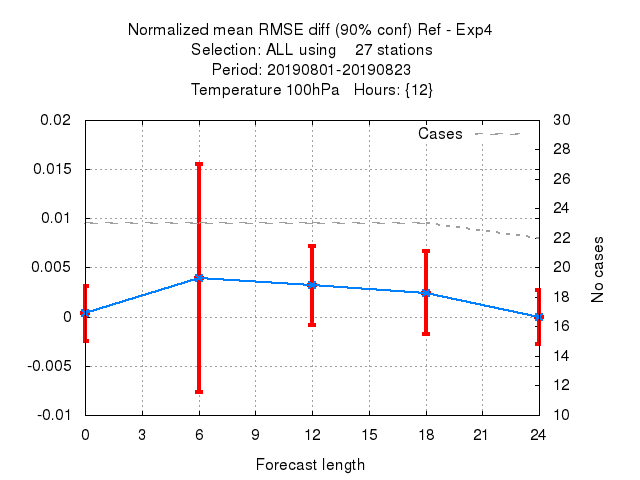 Normalized mean RMSE diff (90% conf) Ref - Exp4
Selection: ALL using    27 stations
Period: 20190801-20190823
Temperature 100hPa   Hours: {12}
Cases
0.02
0.015
0.01
0.005
0
-0.005
-0.01
30
28
26
24
22
20
18
16
14
12
10
No cases
0 3 6 9 12 15 18 21 24
Forecast length